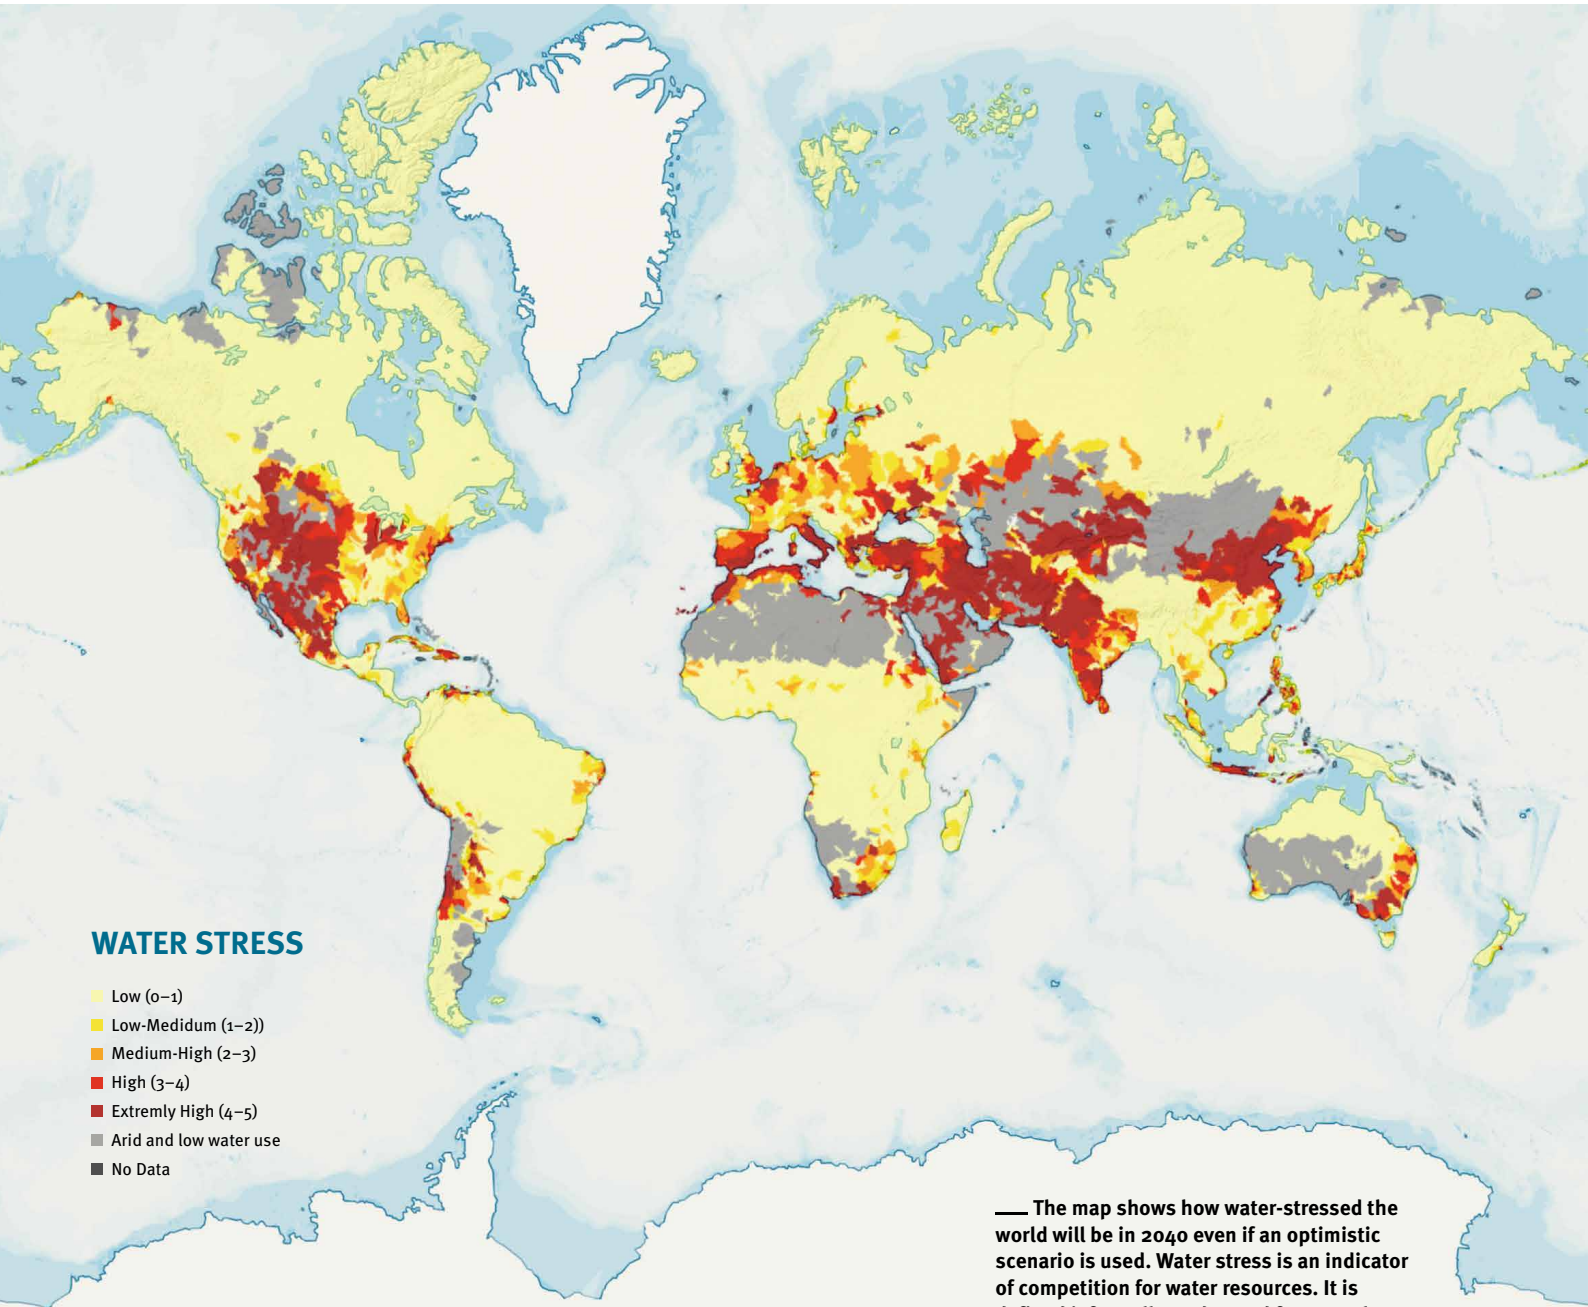 WATER STRESS
Low (0–1)
Low-Medidum (1–2))
Medium-High (2–3)
High (3–4)
Extremly High (4–5)
Arid and low water use
No Data
The map shows how water-stressed the
world will be in 2040 even if an optimistic
scenario is used. Water stress is an indicator
of competition for water resources. It is